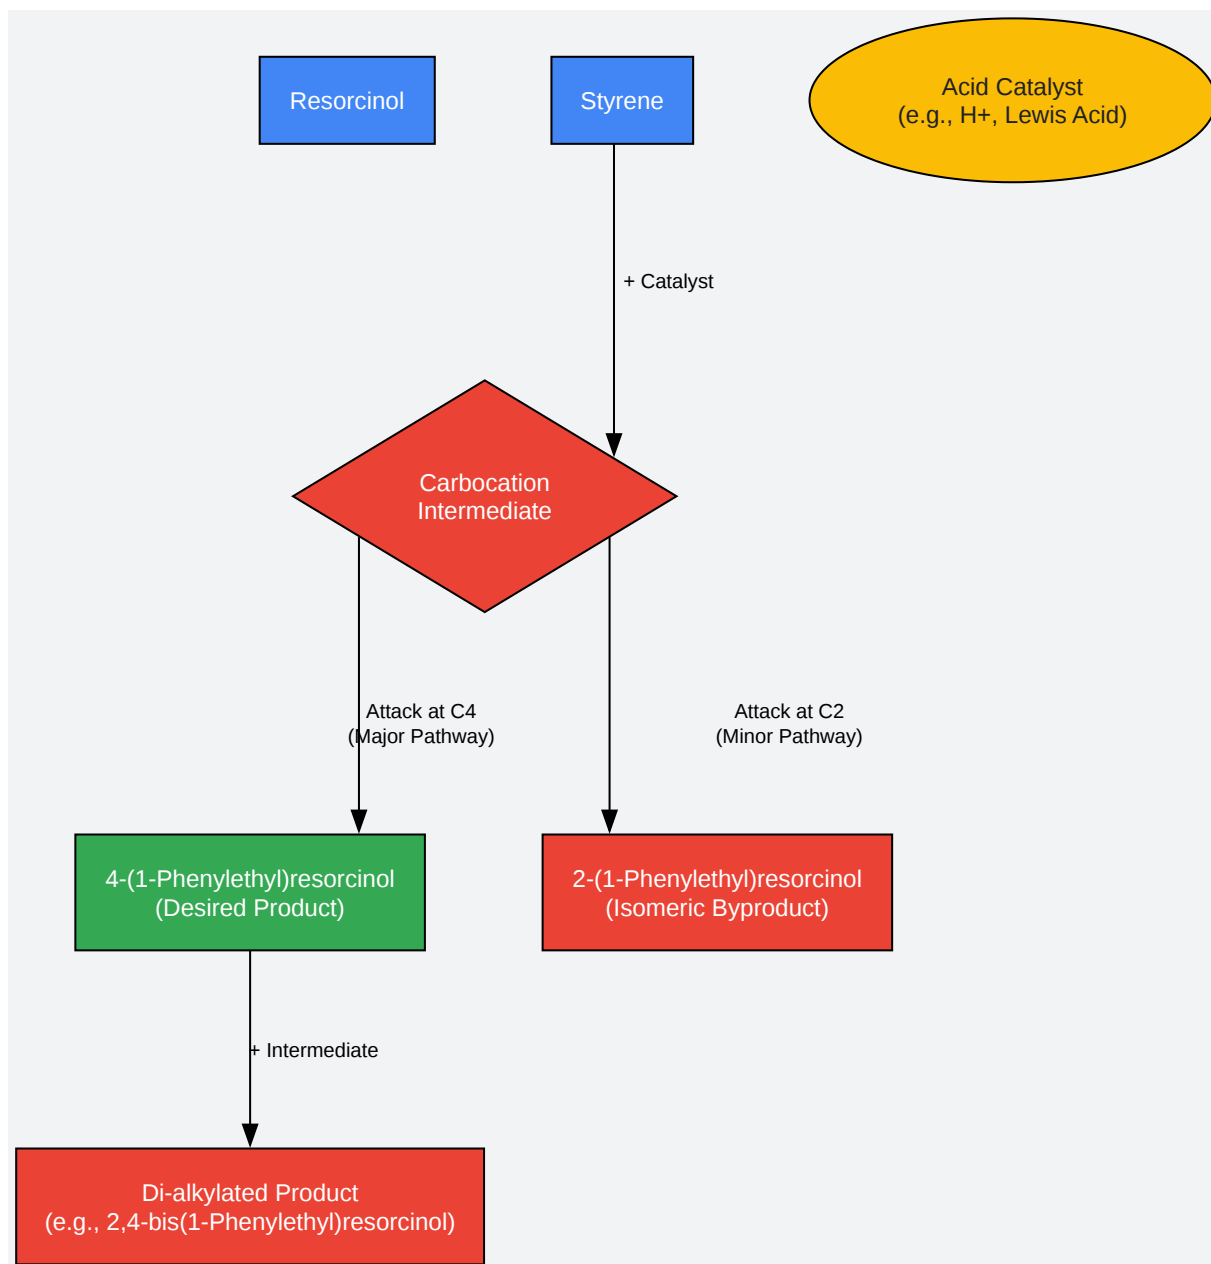 Resorcinol
Styrene
Acid Catalyst
(e.g., H+, Lewis Acid)
+ Catalyst
Carbocation
Intermediate
Attack at C4
(Major Pathway)
Attack at C2
(Minor Pathway)
4-(1-Phenylethyl)resorcinol
(Desired Product)
2-(1-Phenylethyl)resorcinol
(Isomeric Byproduct)
+ Intermediate
Di-alkylated Product
(e.g., 2,4-bis(1-Phenylethyl)resorcinol)